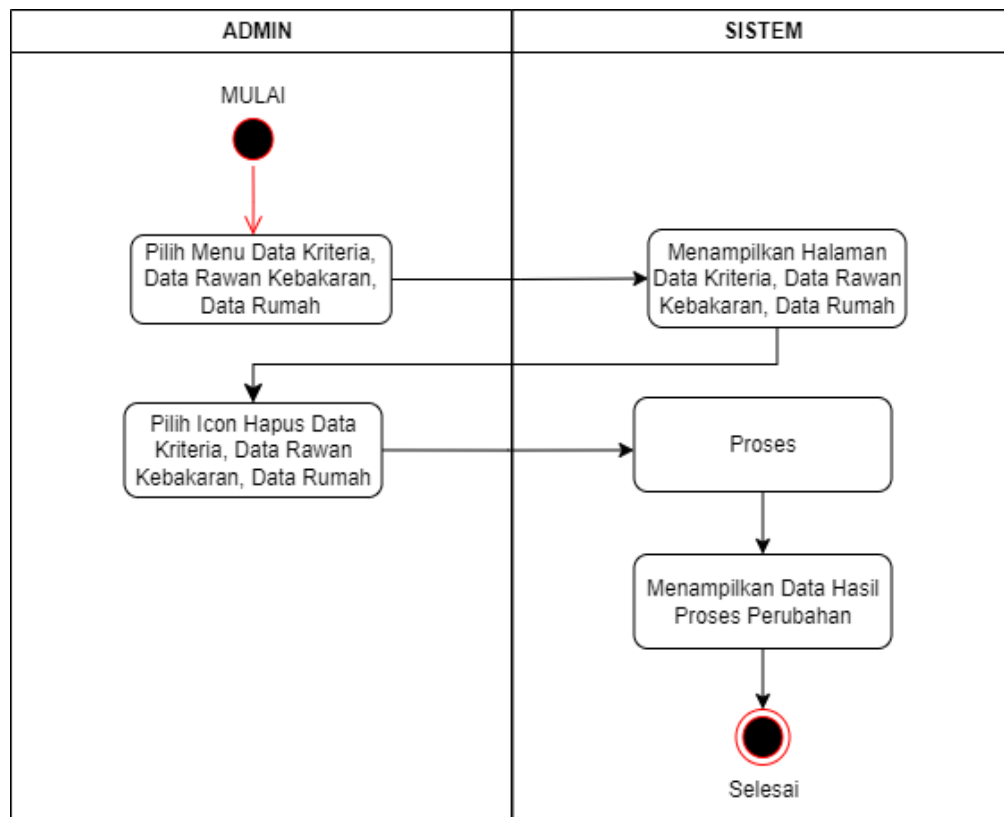 ADMIN
SISTEM
MULAI
Pilih Menu Data Kriteria,
Data Rawan Kebakaran,
Data Rumah
Menampilkan Halaman
Data Kriteria, Data Rawan
Kebakaran, Data Rumah
Pilih Icon Hapus Data
Kriteria, Data Rawan
Kebakaran, Data Rumah
Proses
Menampilkan Data Hasil
Proses Perubahan
Selesai